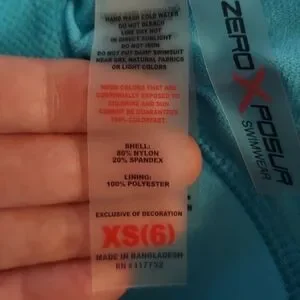 HAND WASH COLD WATER
DO NOT BLEACH
LINE DRY NOT
IN DIRECT SUNLIGHT
DO NOT IRON
DO NOT PUT DAMP SWIMSUIT
NEAR DRY, NATURAL FABRICS
OR LIGHT COLORS
NEON COLORS THAT ARE
CONTINUALLY EXPOSED TO
CHLORINE AND SUN
CANNOT BE GUARANTEED
100% COLORFAST.
SHELL:
80% NYLON
20% SPANDEX
LINING:
100% POLYESTER
EXCLUSIVE OF DECORATION
XS(6)
MADE IN BANGLADESH
RN #
ZEROXPOSUR
SWIMWEAR